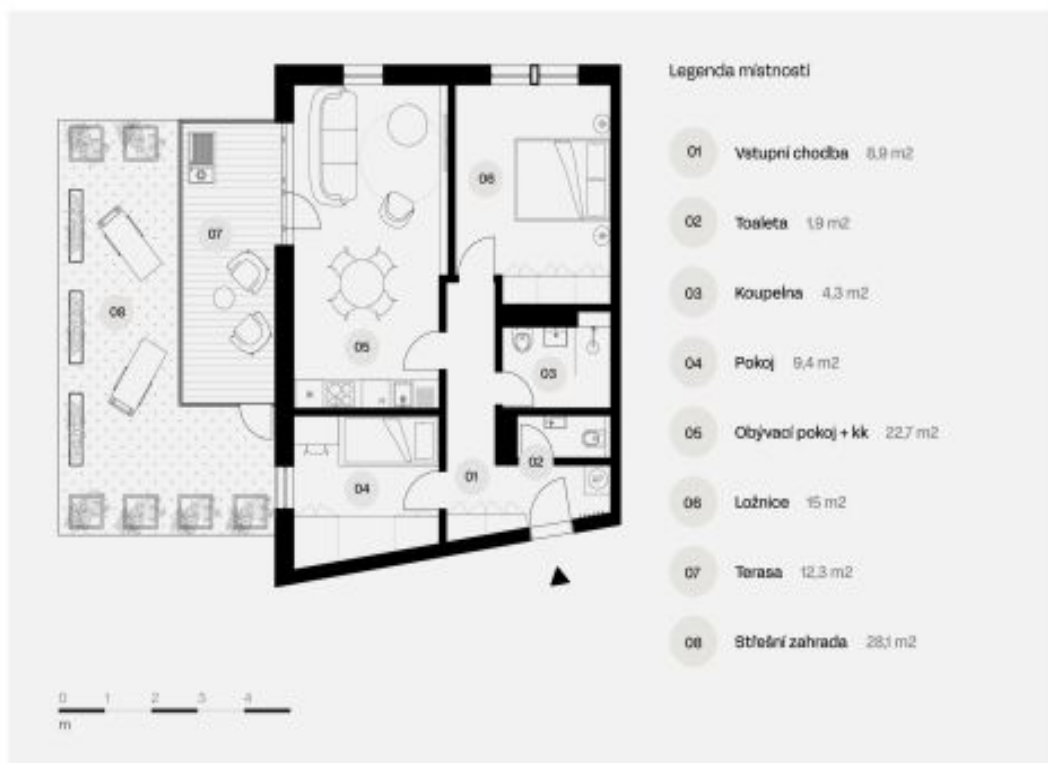 Legenda místností
01 Vstupní chodba 8,9 m2
02 Toaleta 1,9 m2
03 Koupelna 4,3 m2
04 Pokoj 9,4 m2
05 Obývací pokoj + kk 22,7 m2
06 Ložnice 15 m2
07 Terasa 12,3 m2
08 Střešní zahrada 28,1 m2
06
07
08
05
03
02
01
04
0 1 2 3 4
m